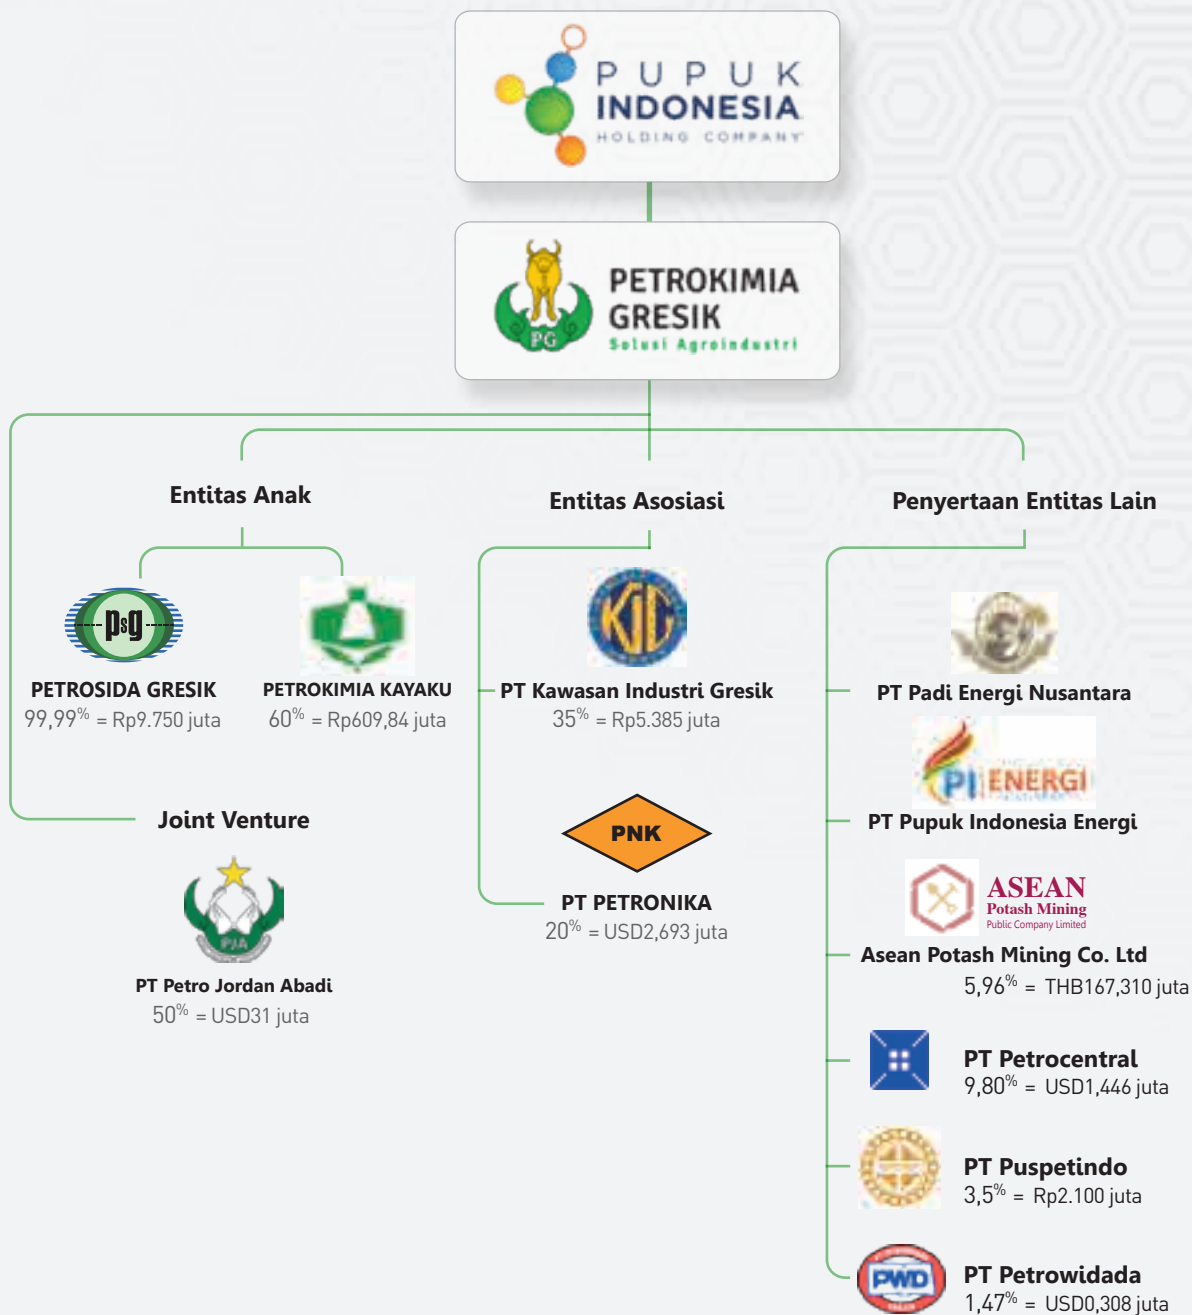 PUPUK
INDONESIA
HOLDING COMPANY
PG
PETROKIMIA
GRESIK
Solusi Agroindustri
Entitas Anak
psg
PETROSIDA GRESIK
99,99% = Rp9.750 juta
PETROKIMIA KAYAKU
60% = Rp609,84 juta
Joint Venture
PJA
PT Petro Jordan Abadi
50% = USD31 juta
Entitas Asosiasi
KIG
PT Kawasan Industri Gresik
35% = Rp5.385 juta
PNK
PT PETRONIKA
20% = USD2,693 juta
Penyertaan Entitas Lain
PT Padi Energi Nusantara
PI ENERGI
PT Pupuk Indonesia Energi
ASEAN
Potash Mining
Public Company Limited
Asean Potash Mining Co. Ltd
5,96% = THB167,310 juta
PT Petrocentral
9,80% = USD1,446 juta
PT Puspetindo
3,5% = Rp2.100 juta
PWD
PT Petrowidada
1,47% = USD0,308 juta